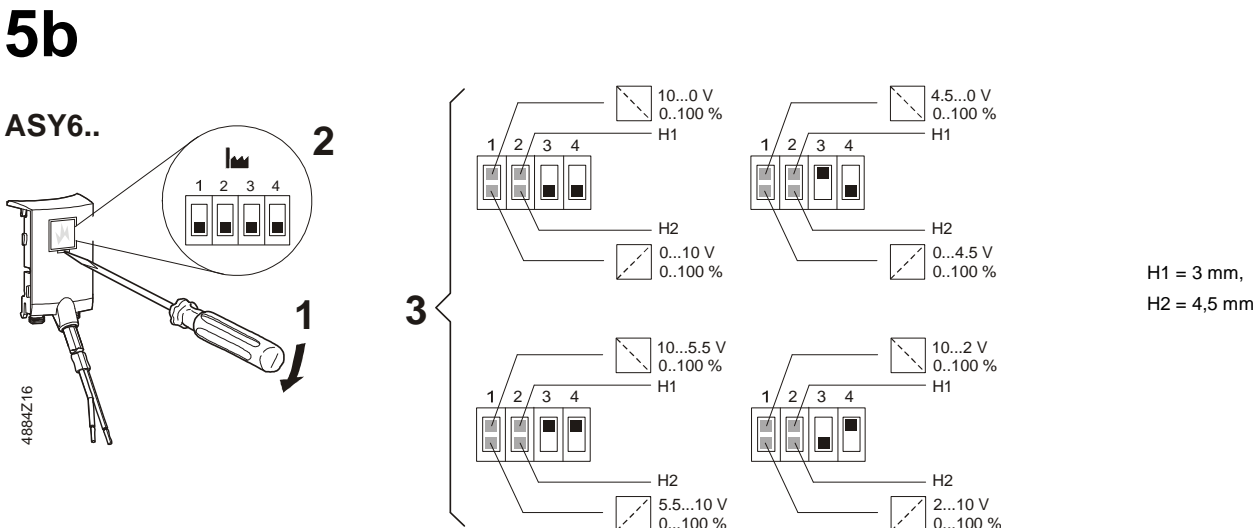 5b
ASY6..
2
1 2 3 4
1
4884Z16
3
10...0 V
0..100 %
H1
1 2 3 4
H2
0...10 V
0..100 %
4.5...0 V
0..100 %
H1
1 2 3 4
H2
0...4.5 V
0..100 %
10...5.5 V
0..100 %
H1
1 2 3 4
H2
5.5...10 V
0...100 %
10...2 V
0..100 %
H1
1 2 3 4
H2
2...10 V
0...100 %
H1 = 3 mm,
H2 = 4,5 mm